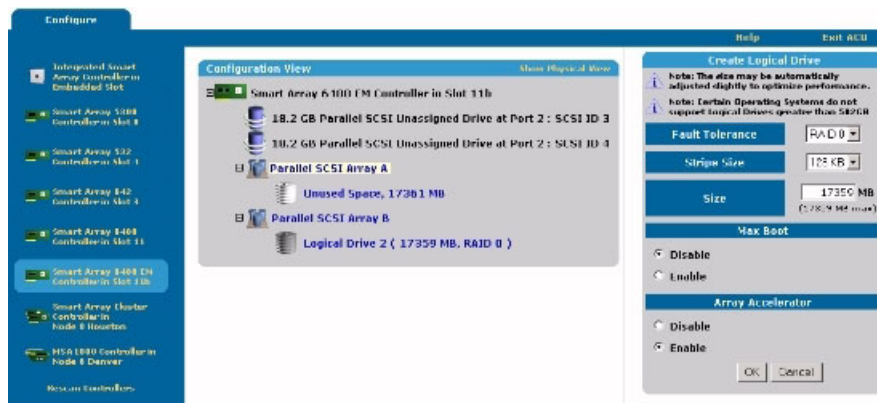 Configure
Help
Exit ACU
Integrated Smart
Array Controller in
Embedded Slot
Controller in Slot
Smart Array 532
Controller in Slot
Smart Array 642
Controller in Slot
Smart Array 6400
Controller in Slot 11
Smart Array 6400 EM
Controller in Slot 11b
Smart Array Cluster
Controller in
Node 0 Houston
MSA1000 Controller in
Node 0 Denver
Rescan Controllers
Configuration View
Show Physical View
Smart Array 6400 EM Controller in Slot 11b
18.2 GB Parallel SCSI Unassigned Drive at Port 2 : SCSI ID 3
18.2 GB Parallel SCSI Unassigned Drive at Port 2 : SCSI ID 4
Parallel SCSI Array A
Unused Space, 17361 MB
Parallel SCSI Array B
Logical Drive 2 ( 17359 MB, RAID 0 )
Create Logical Drive
Note: The size may be automatically
adjusted slightly to optimize performance.
Note: Certain Operating Systems do not
support Logical Drives greater than 502GB
Fault Tolerance
RAID 0
Stripe Size
128 KB
Size
17359 MB
(17359 MB max)
Max Boot
Disable
Enable
Array Accelerator
Disable
Enable
OK
Cancel